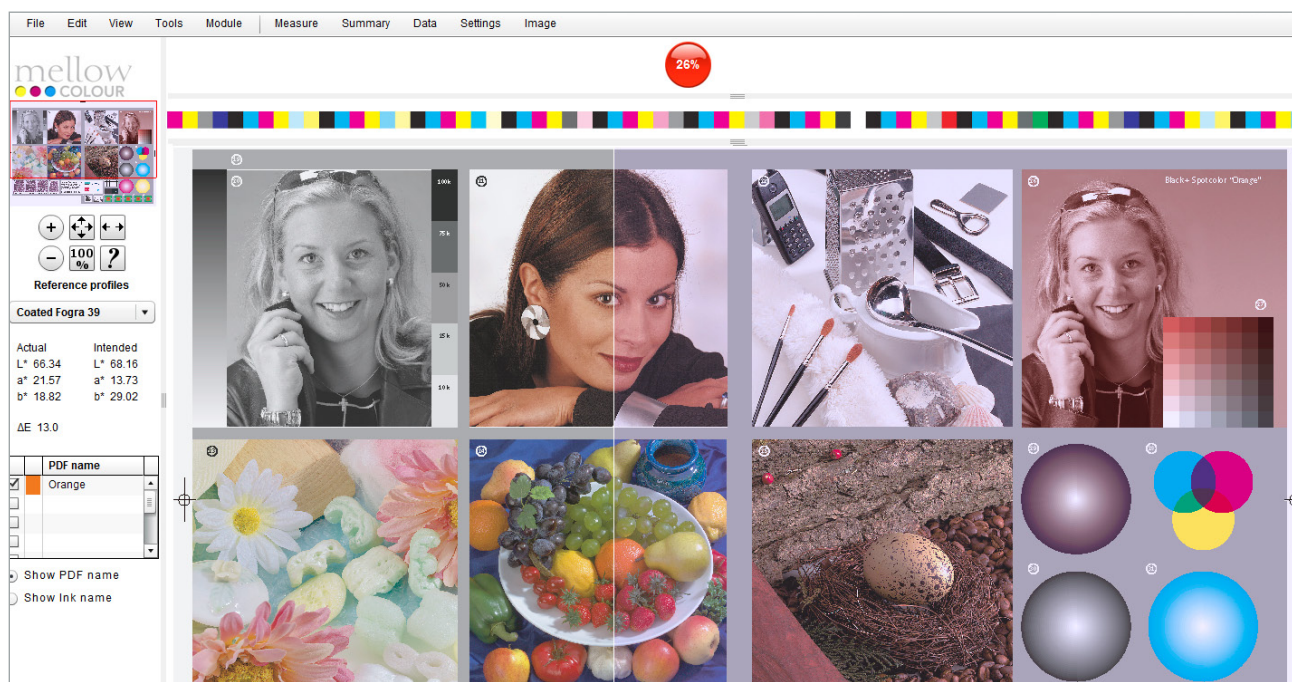 File Edit View Tools Module Measure Summary Data Settings Image
26%
mellow
COLOUR
100
%
?
Reference profiles
Coated Fogra 39
Actual Intended
L* 66.34 L* 68.16
a* 21.57 a* 13.73
b* 18.82 b* 29.02
ΔE 13.0
PDF name
Orange
Show PDF name
Show Ink name
100 k
75 k
50 k
25 k
10 k
Black+ Spotcolor "Orange"